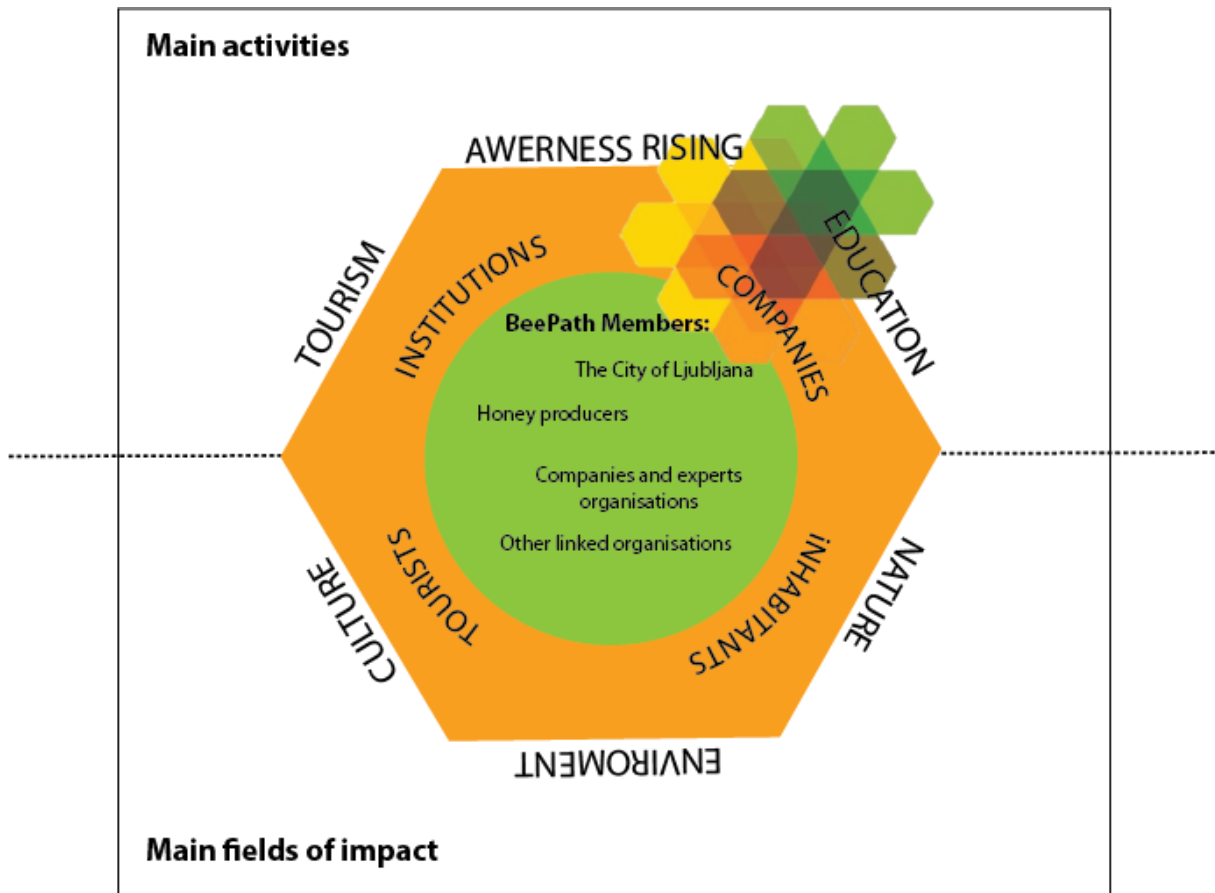 Main activities
AWERNESS RISING
TOURISM
EDUCATION
INSTITUTIONS
COMPANIES
BeePath Members:
The City of Ljubljana
Honey producers
Companies and experts
organisations
Other linked organisations
TOURISTS
iNHABITANTS
CULTURE
NATURE
ENVIROMENT
Main fields of impact